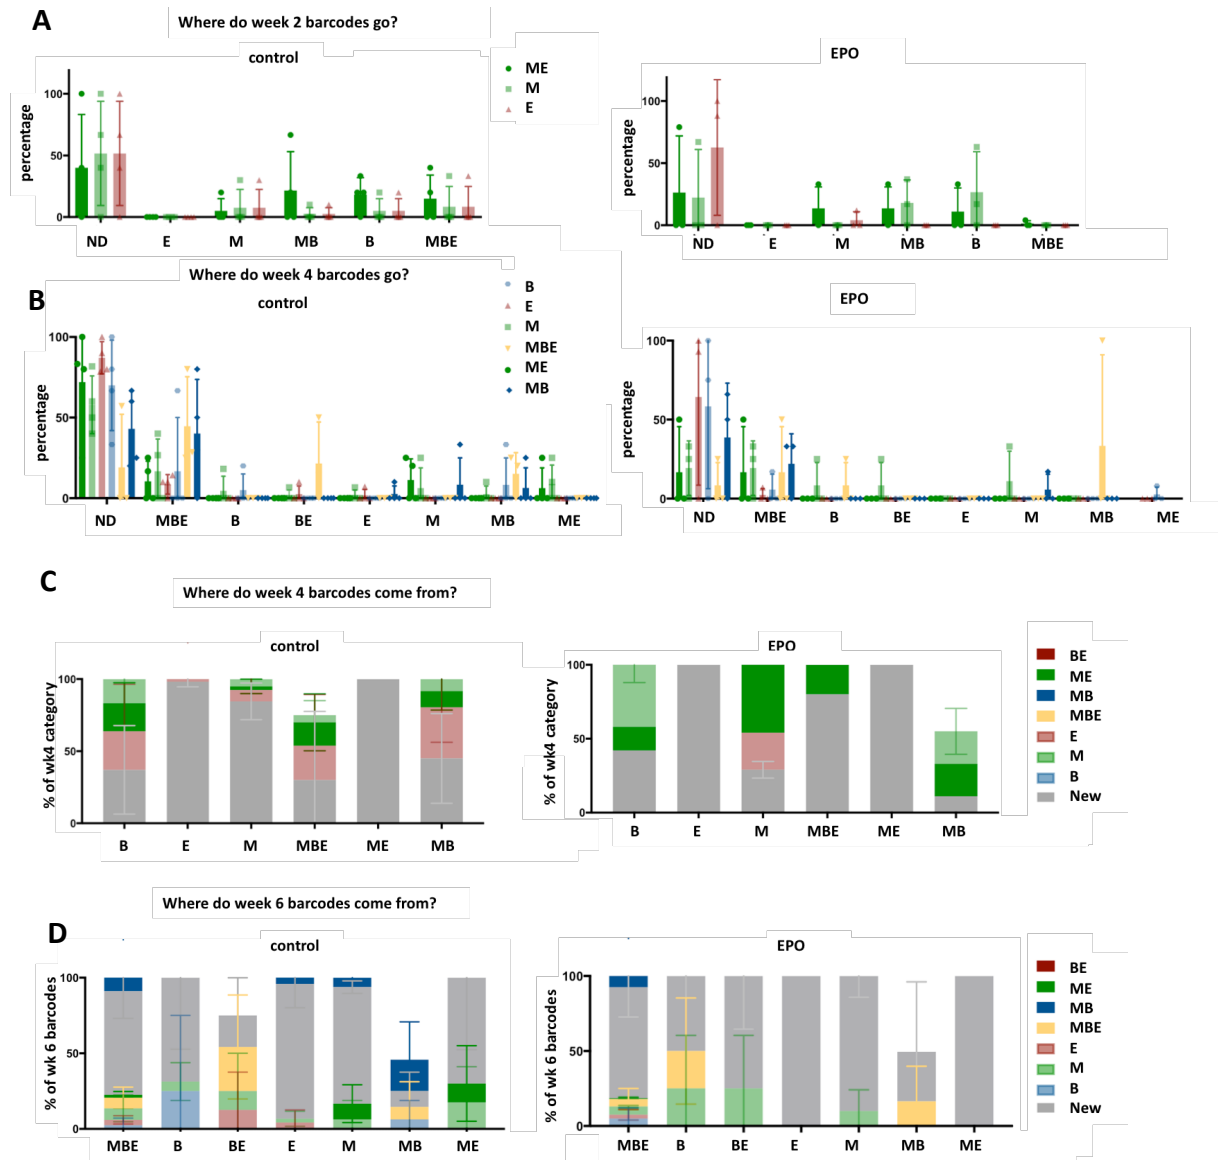 A
Where do week 2 barcodes go?
control
ME
M
E
percentage
100
50
0
ND E M MB B MBE
EPO
percentage
100
50
0
ND E M MB B MBE
B
Where do week 4 barcodes go?
control
B
E
M
MBE
ME
MB
percentage
100
50
0
ND MBE B BE E M MB ME
EPO
percentage
100
50
0
ND MBE B BE E M MB ME
C
Where do week 4 barcodes come from?
control
% of wk4 category
100
50
0
B E M MBE ME MB
EPO
% of wk4 category
100
50
0
B E M MBE ME MB
BE
ME
MB
MBE
E
M
B
New
D
Where do week 6 barcodes come from?
control
% of wk 6 barcodes
100
50
0
MBE B BE E M MB ME
EPO
% of wk 6 barcodes
100
50
0
MBE B BE E M MB ME
BE
ME
MB
MBE
E
M
B
New